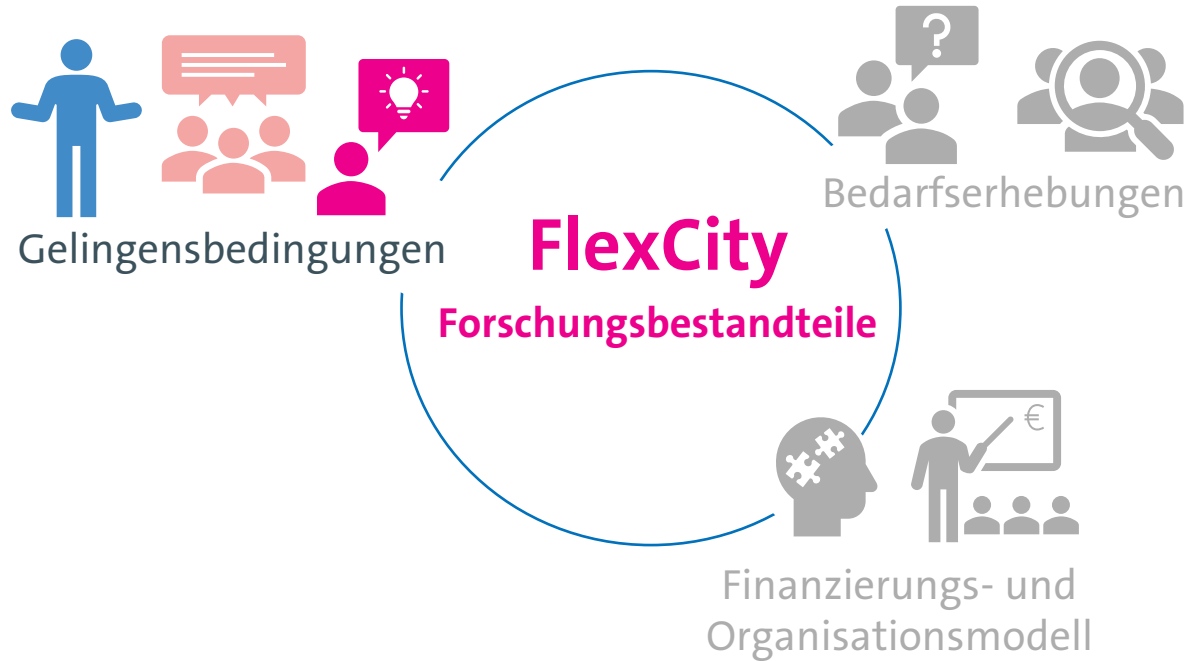 ?
Bedarfserhebungen
Gelingensbedingungen
FlexCity
Forschungsbestandteile
€
Finanzierungs- und
Organisationsmodell